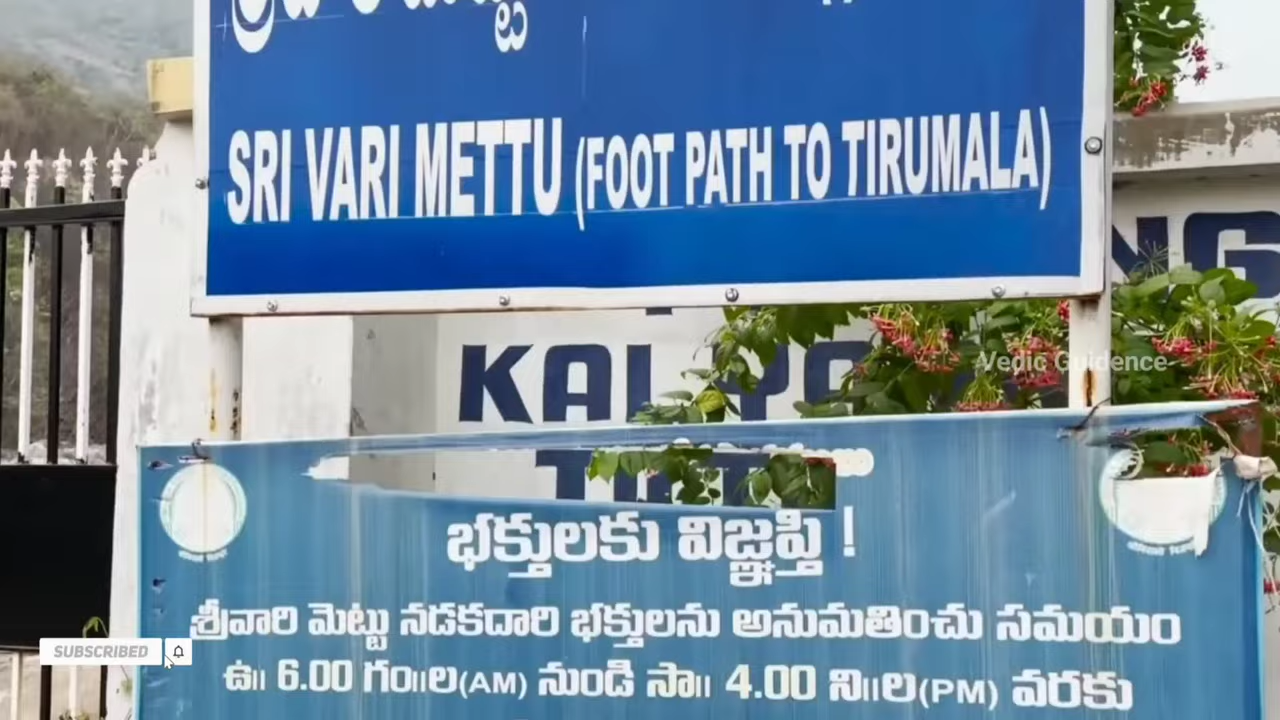 SRI VARI METTU (FOOT PATH TO TIRUMALA)
Vedic Guidence
భక్తులకు విజ్ఞప్తి !
శ్రీవారి మెట్టు నడకదారి భక్తులను అనుమతించు సమయం
ఉ॥ 6.00 గం॥ల(AM) నుండి సా॥ 4.00 ని॥ల(PM) వరకు
SUBSCRIBED